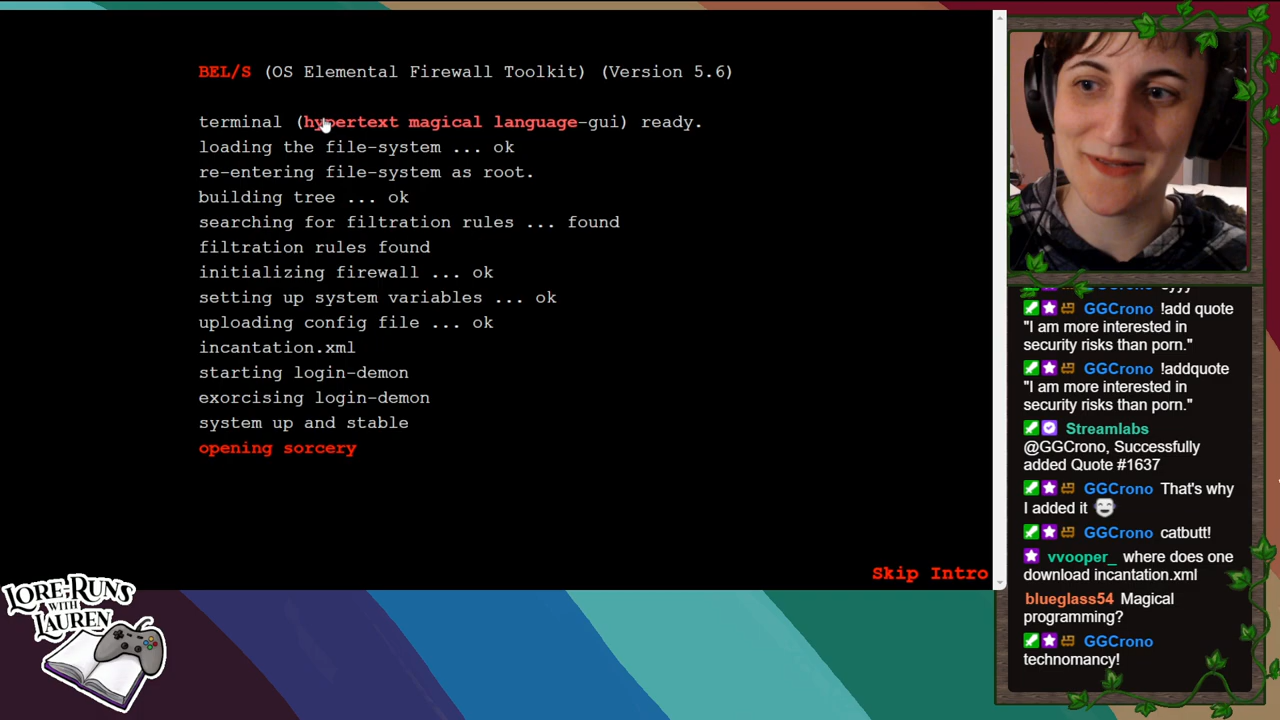 BEL/S (OS Elemental Firewall Toolkit) (Version 5.6)
terminal (hypertext magical language-gui) ready.
loading the file-system ... ok
re-entering file-system as root.
building tree ... ok
searching for filtration rules ... found
filtration rules found
initializing firewall ... ok
setting up system variables ... ok
uploading config file ... ok
incantation.xml
starting login-demon
exorcising login-demon
system up and stable
opening sorcery
Skip Intro
LORE-RUNS
WITH
LAUREN
GGCrono !add quote
"I am more interested in
security risks than porn."
GGCrono !addquote
"I am more interested in
security risks than porn."
Streamlabs
@GGCrono, Successfully
added Quote #1637
GGCrono That's why
I added it
GGCrono catbutt!
vvooper_ where does one
download incantation.xml
blueglass54 Magical
programming?
GGCrono
technomancy!